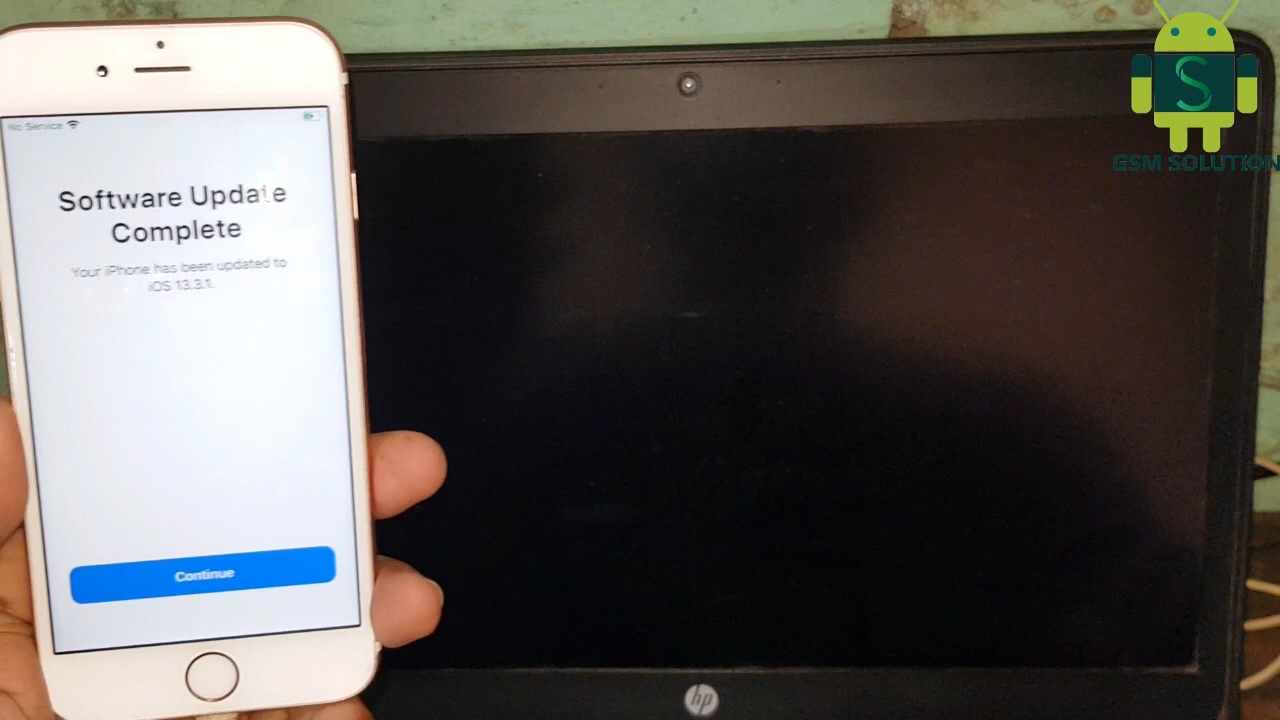 No Service
Software Update
Complete
Your iPhone has been updated to
iOS 13.3.1.
Continue
hp
S
GSM SOLUTION